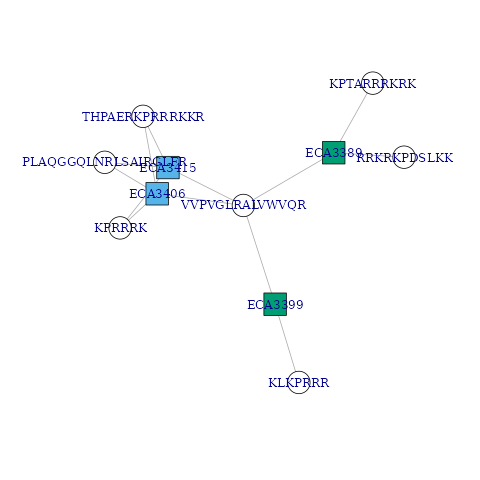 KPTARRRKRK
THPAERKPRRRKKR
ECA3389
RRKRKPDSLKK
PLAQGGQLNRLSAIRGLFR
ECA3415
ECA3406
VVPVGLRALVWVQR
KPRRRK
ECA3399
KLKPRRR